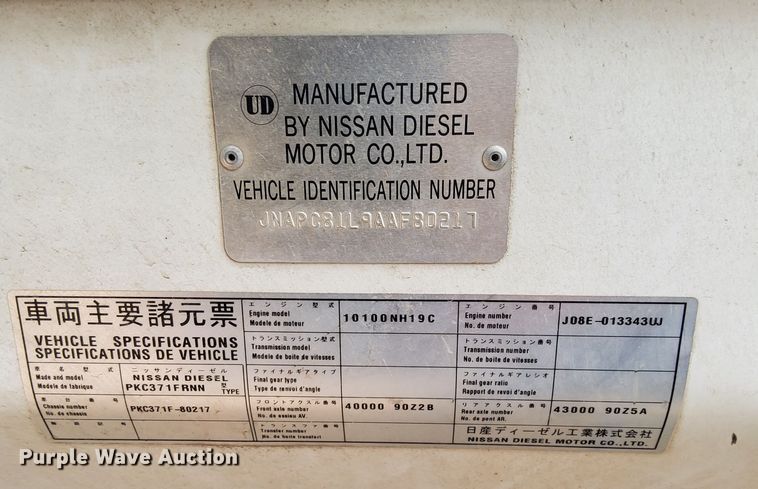 UD
MANUFACTURED
BY NISSAN DIESEL
MOTOR CO.,LTD.
VEHICLE IDENTIFICATION NUMBER
JNAPC81L9AAF80217
車両主要諸元票
VEHICLE SPECIFICATIONS
SPECIFICATIONS DE VEHICLE
車名型式
Make and model
Modele de fabrique
ニッサンディーゼル
NISSAN DIESEL
PKC371FRNN 型 TYPE
車台番号
Chassis number
No. de chassis
PKC371F-80217
エンジン型式
Engine model
Modele de moteur
10100NH19C
エンジン番号
Engine number
No. de moteur
J08E-013343UJ
トランスミッション型式
Transmission model
Modele de boite de vitesses
トランスミッション番号
Transmission number
No. de boite de vitesses
ファイナルギアタイプ
Final gear type
Type de renvoi d'angle
ファイナルギアレシオ
Final gear ratio
Rapport de revoi d'angle
フロントアクスル番号
Front axle number
No. de essieu AV.
40000 90Z2B
リアアクスル番号
Rear axle number
No. de pont AR.
43000 90Z5A
トランスファ番号
Transfer number
No. de boite transfert
日産ディーゼル工業株式会社
NISSAN DIESEL MOTOR CO.,LTD.
Purple Wave Auction